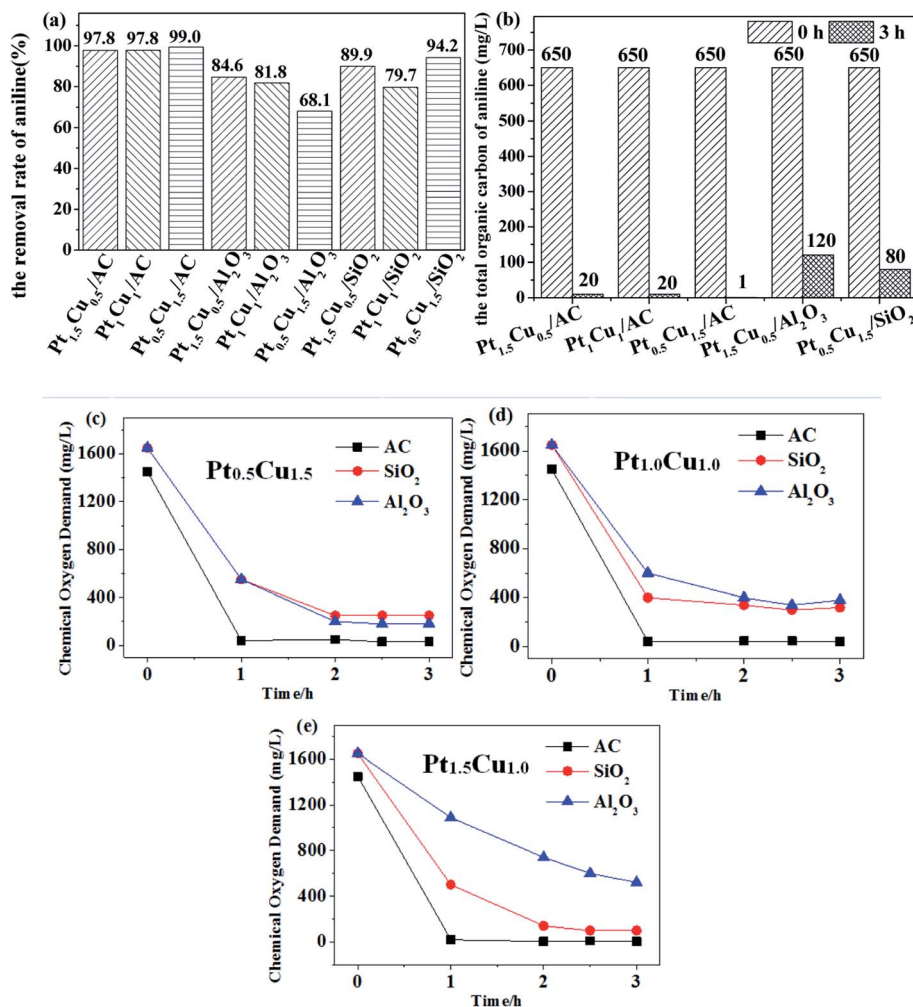 (a)
the removal rate of aniline(%)
100
80
60
40
20
0
97.8 97.8 99.0 84.6 81.8 68.1 89.9 79.7 94.2
Pt1.5Cu0.5/AC
Pt1Cu1/AC
Pt0.5Cu1.5/AC
Pt1.5Cu0.5/Al2O3
Pt1Cu1/Al2O3
Pt0.5Cu1.5/Al2O3
Pt1.5Cu0.5/SiO2
Pt1Cu1/SiO2
Pt0.5Cu1.5/SiO2
(b)
the total organic carbon of aniline (mg/L)
0 h 3 h
700
600
500
400
300
200
100
0
650 650 650 650 650
20 20 1 120 80
Pt1.5Cu0.5/AC
Pt1Cu1/AC
Pt0.5Cu1.5/AC
Pt1.5Cu0.5/Al2O3
Pt0.5Cu1.5/SiO2
(c)
Chemical Oxygen Demand (mg/L)
1600
1200
800
400
0
AC
SiO2
Al2O3
Pt0.5Cu1.5
0 1 2 3
Time/h
(d)
Chemical Oxygen Demand (mg/L)
1600
1200
800
400
0
AC
SiO2
Al2O3
Pt1.0Cu1.0
0 1 2 3
Time/h
(e)
Chemical Oxygen Demand (mg/L)
1600
1200
800
400
0
AC
SiO2
Al2O3
Pt1.5Cu1.0
0 1 2 3
Time/h